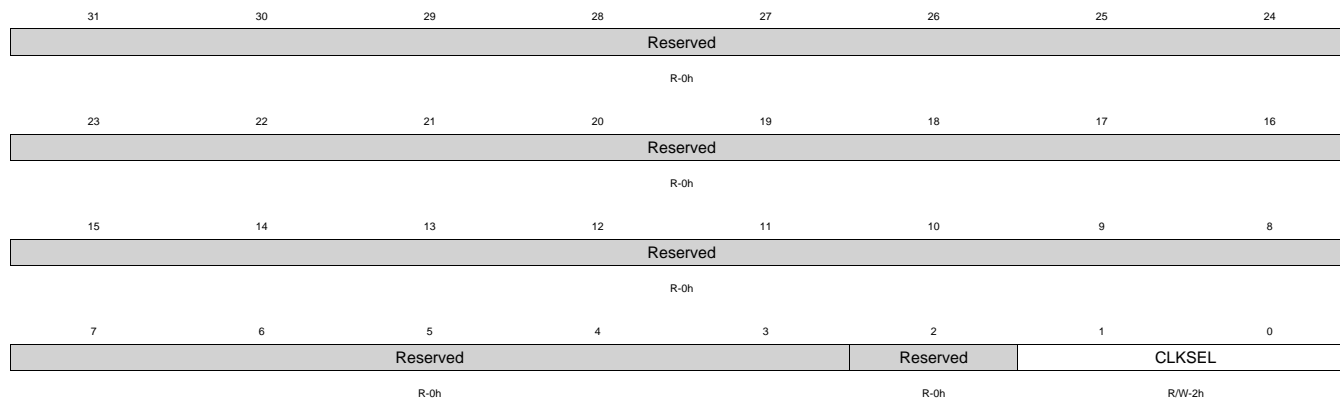 31 30 29 28 27 26 25 24
Reserved
R-0h
23 22 21 20 19 18 17 16
Reserved
R-0h
15 14 13 12 11 10 9 8
Reserved
R-0h
7 6 5 4 3 2 1 0
Reserved Reserved CLKSEL
R-0h R-0h R/W-2h